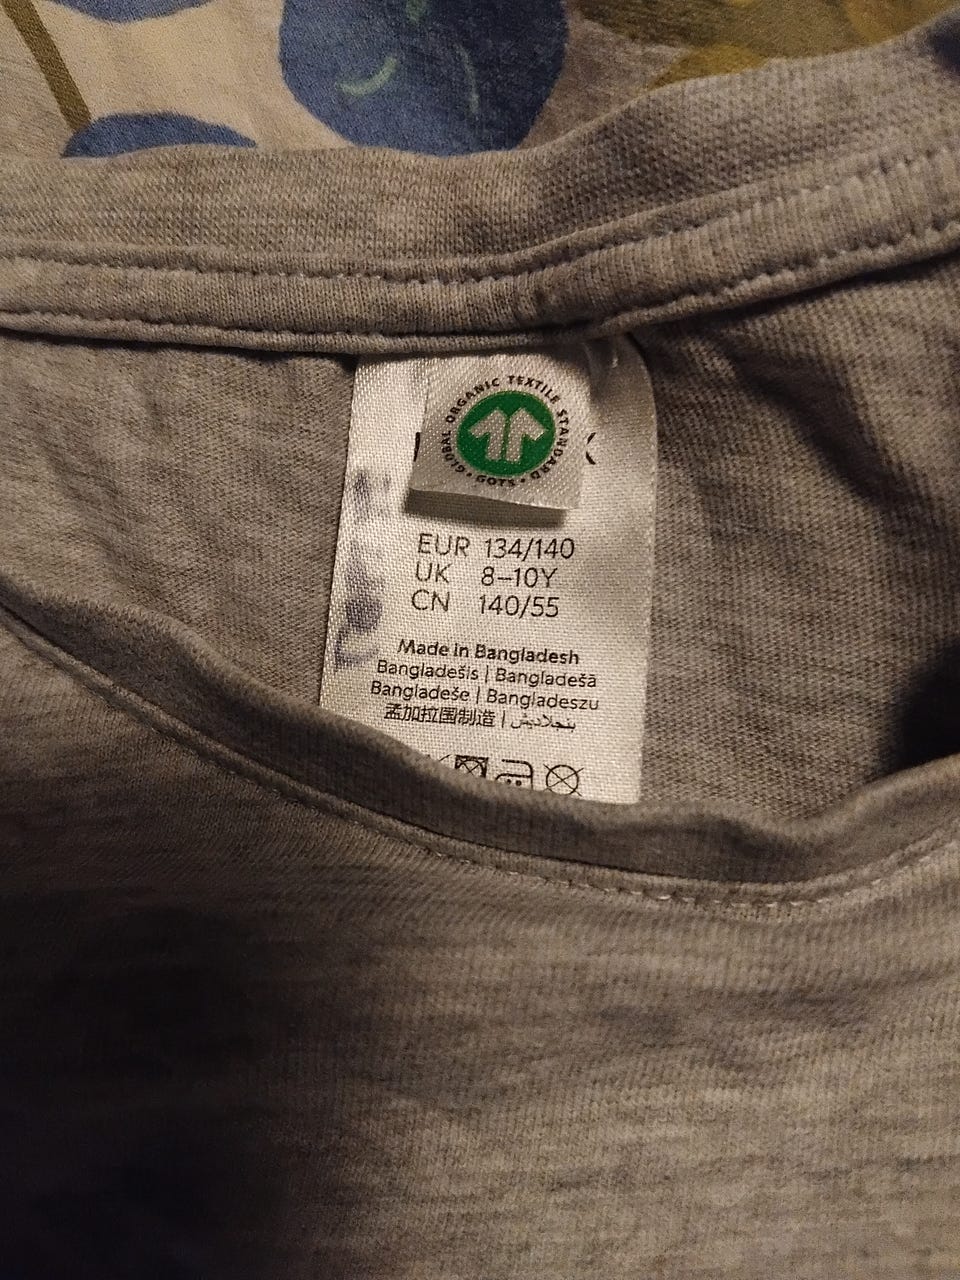 GLOBAL ORGANIC TEXTILE STANDARD • GOTS •
EUR 134/140
UK 8–10Y
CN 140/55
Made in Bangladesh
Bangladešis | Bangladešā
Bangladeše | Bangladeszu
孟加拉国制造 | بنجلاديش